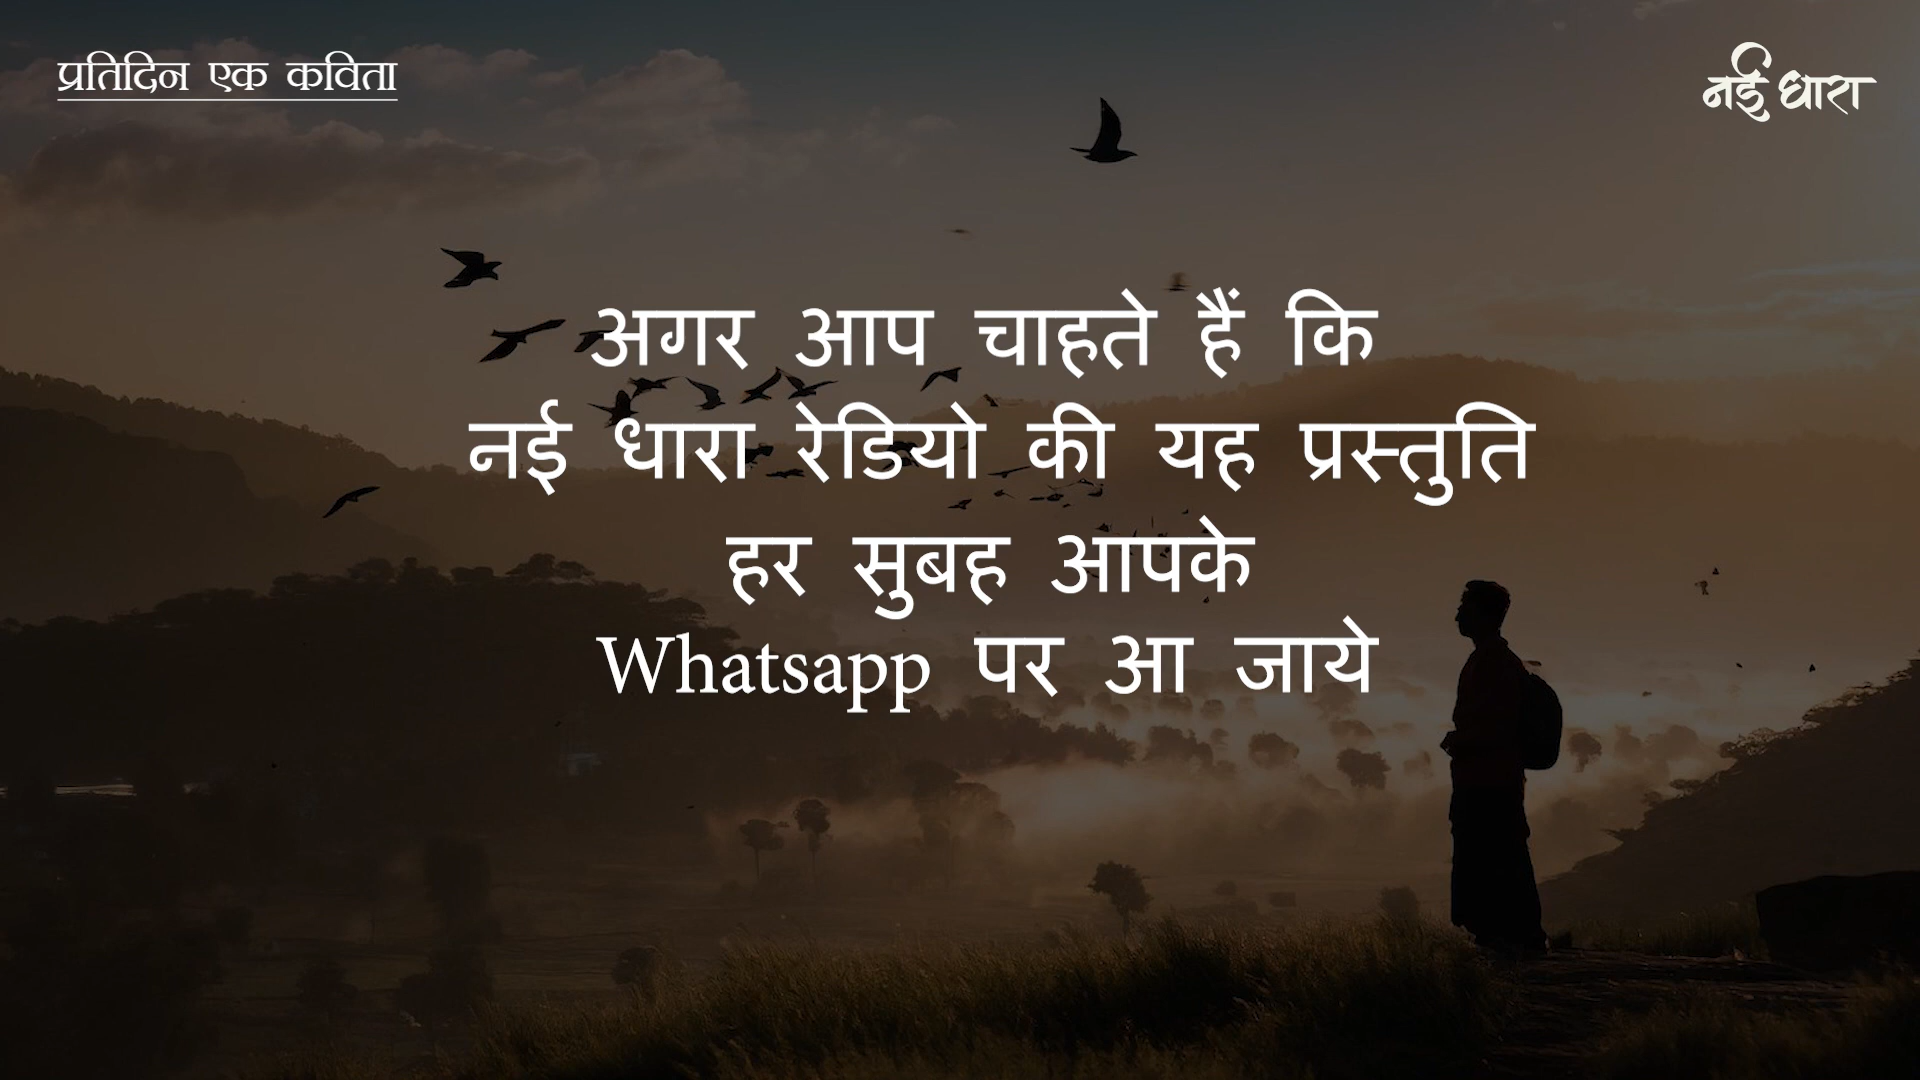 प्रतिदिन एक कविता
नई धारा
अगर आप चाहते हैं कि
नई धारा रेडियो की यह प्रस्तुति
हर सुबह आपके
Whatsapp पर आ जाये